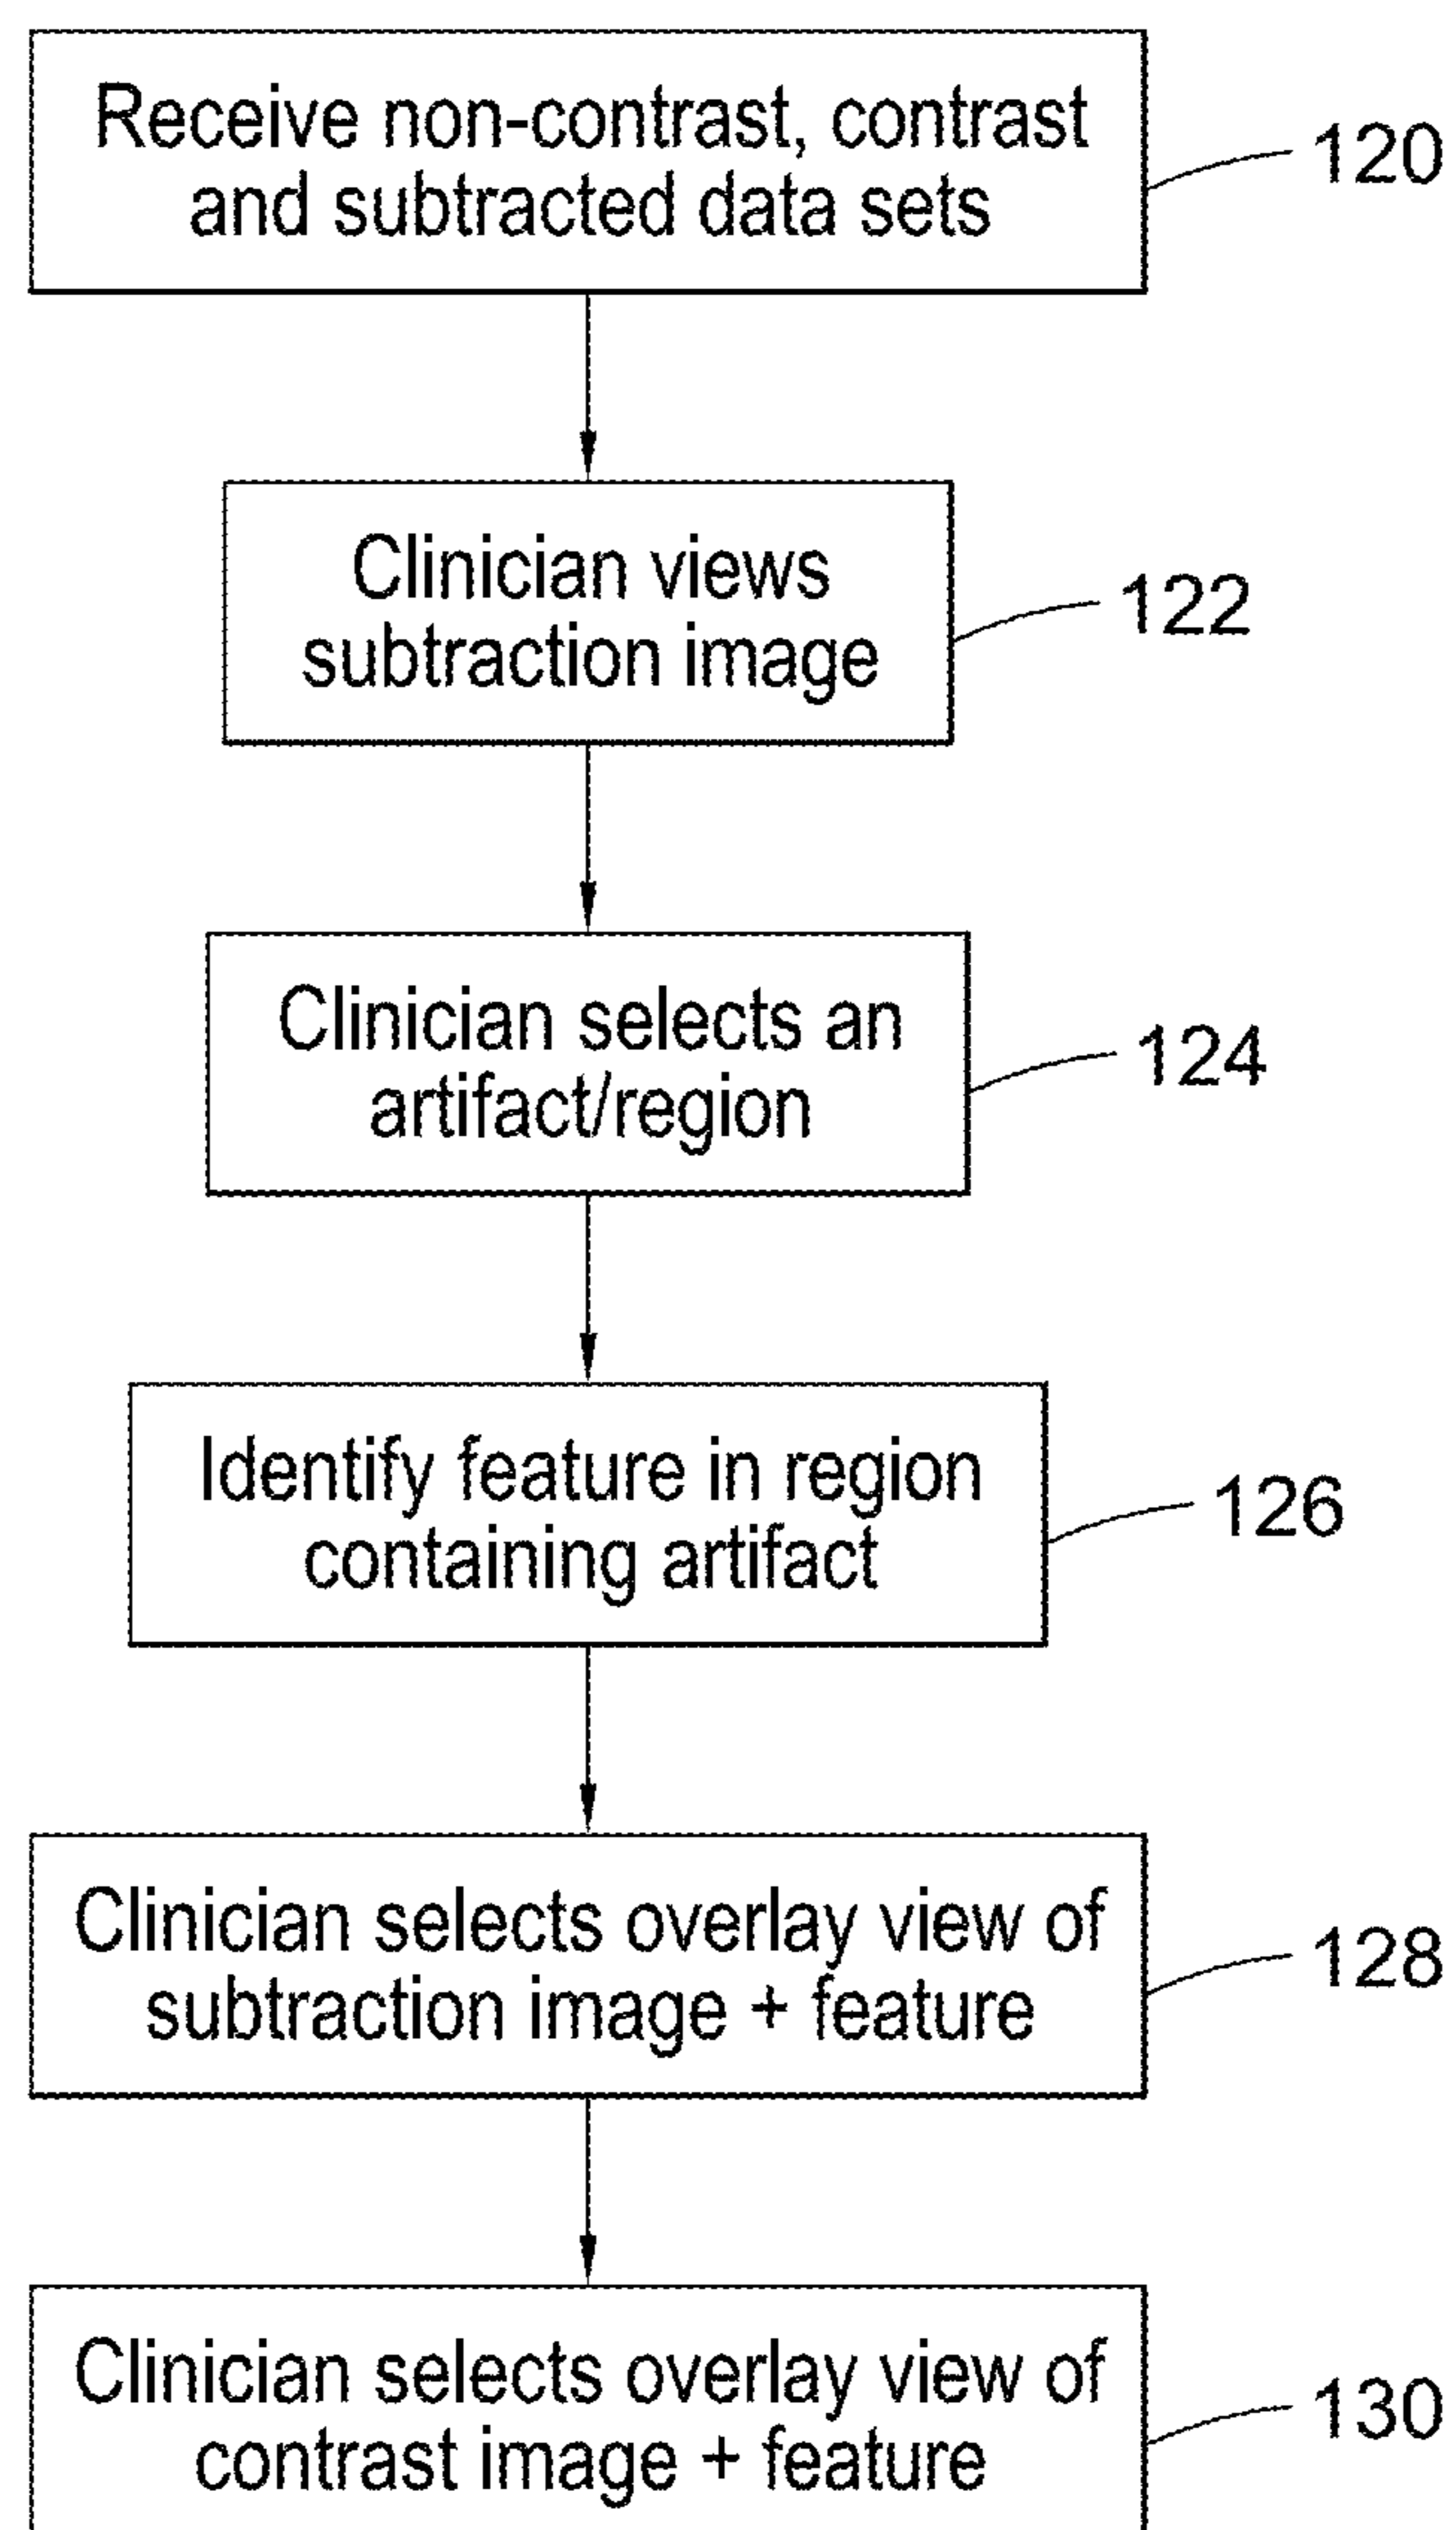 Receive non-contrast, contrast
and subtracted data sets
120
Clinician views
subtraction image
122
Clinician selects an
artifact/region
124
Identify feature in region
containing artifact
126
Clinician selects overlay view of
subtraction image + feature
128
Clinician selects overlay view of
contrast image + feature
130